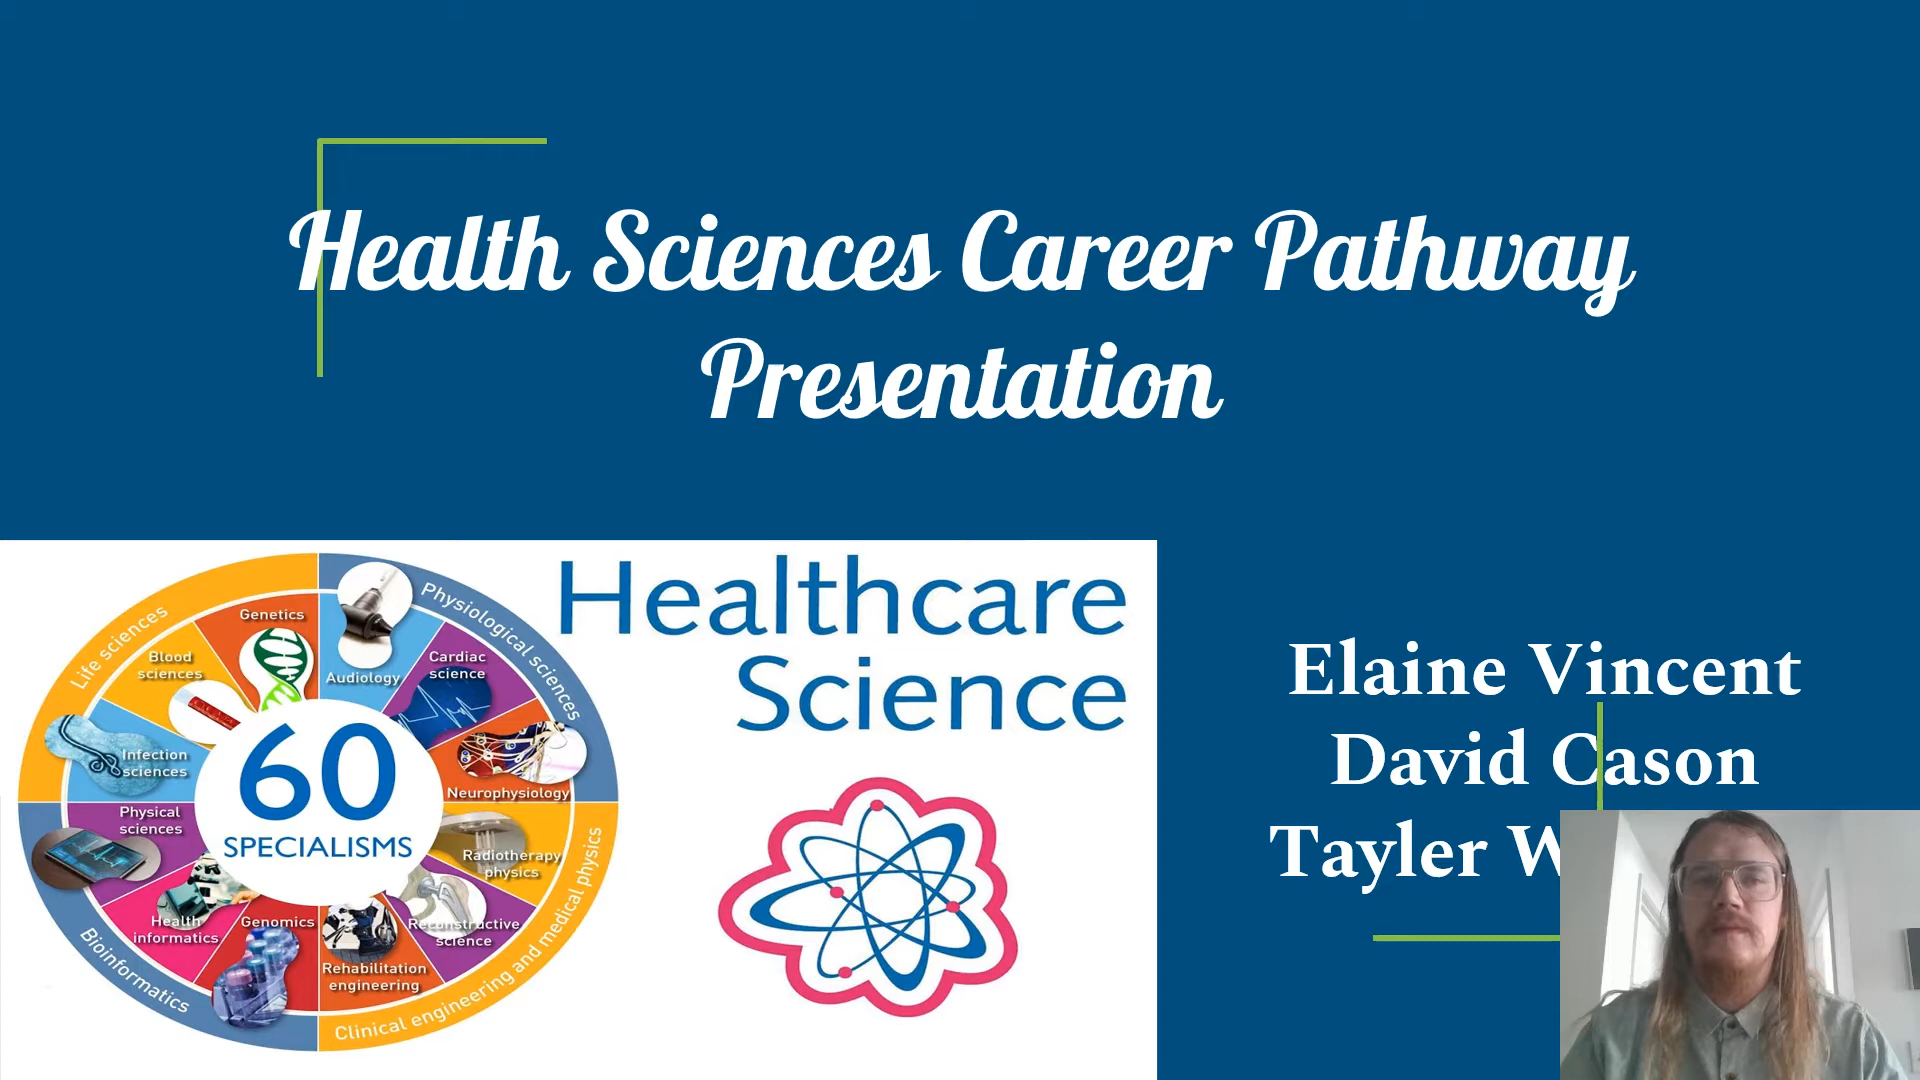 Health Sciences Career Pathway
Presentation
Healthcare
Science
Life sciences
Physiological sciences
Genetics
Blood
sciences
Audiology
Cardiac
science
Infection
sciences
60
SPECIALISMS
Neurophysiology
Physical
sciences
Radiotherapy
physics
Health
informatics
Genomics
Reconstructive
science
Rehabilitation
engineering
Bioinformatics
Clinical engineering and medical physics
Elaine Vincent
David Cason
Tayler